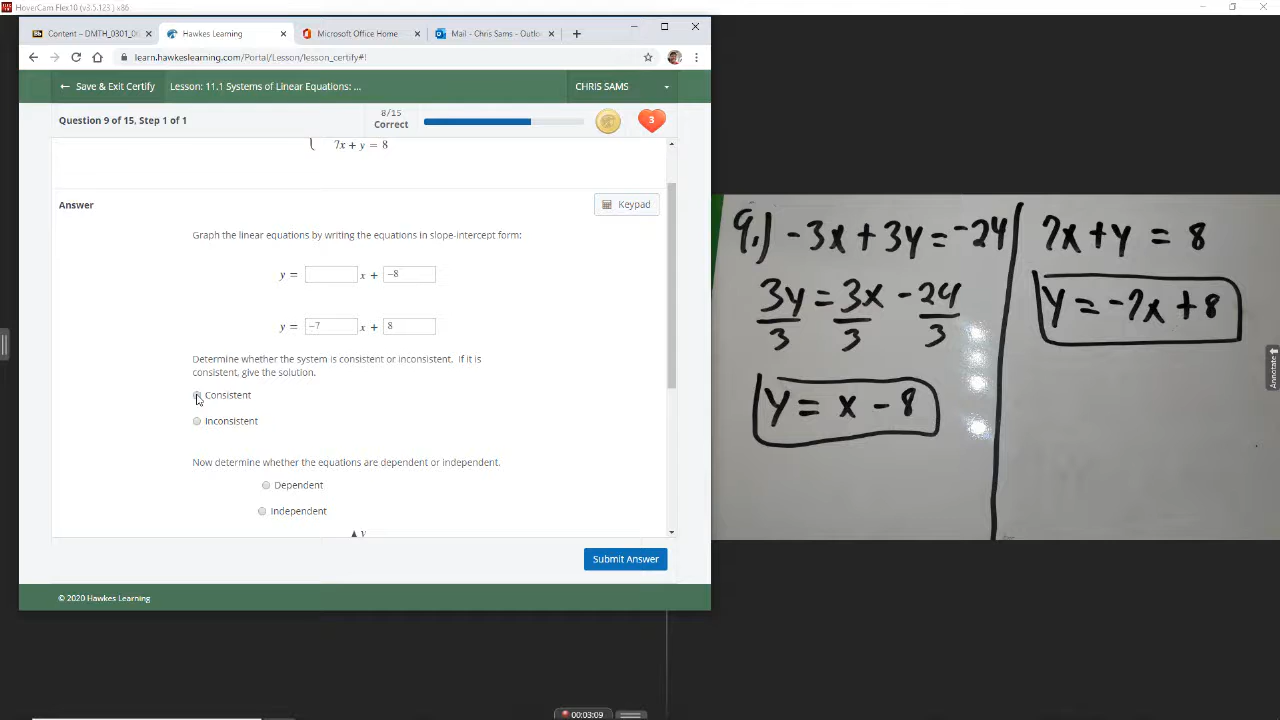 HoverCam Flex10 (v3.5.123 ) x86
Content – DMTH_0301_0
Hawkes Learning
Microsoft Office Home
Mail - Chris Sams - Outlo
learn.hawkeslearning.com/Portal/Lesson/lesson_certify#!
← Save & Exit Certify
Lesson: 11.1 Systems of Linear Equations: ...
CHRIS SAMS
Question 9 of 15, Step 1 of 1
8/15
Correct
3
7x + y = 8
Answer
Keypad
Graph the linear equations by writing the equations in slope-intercept form:
y = x + −8
y = −7 x + 8
Determine whether the system is consistent or inconsistent. If it is
consistent, give the solution.
Consistent
Inconsistent
Now determine whether the equations are dependent or independent.
Dependent
Independent
y
Submit Answer
© 2020 Hawkes Learning
9.) -3x + 3y = -24
3y = 3x - 24
3 3 3
y = x - 8
7x + y = 8
y = -7x + 8
Annotate
00:03:09